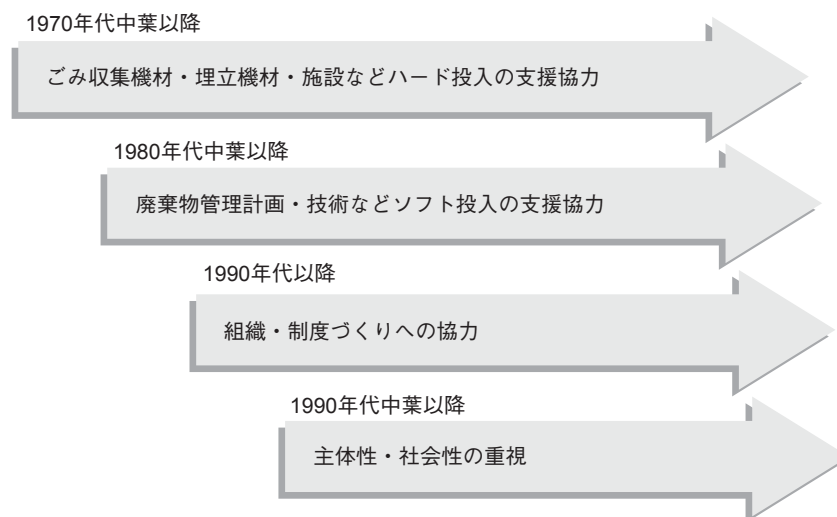 1970年代中葉以降
ごみ収集機材・埋立機材・施設などハード投入の支援協力
1980年代中葉以降
廃棄物管理計画・技術などソフト投入の支援協力
1990年代以降
組織・制度づくりへの協力
1990年代中葉以降
主体性・社会性の重視